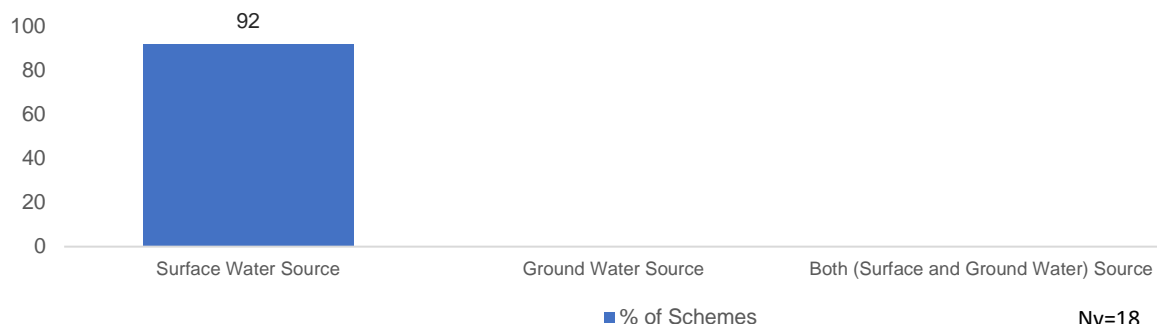 100
92
80
60
40
20
0
Surface Water Source
Ground Water Source
Both (Surface and Ground Water) Source
% of Schemes
Nv=18